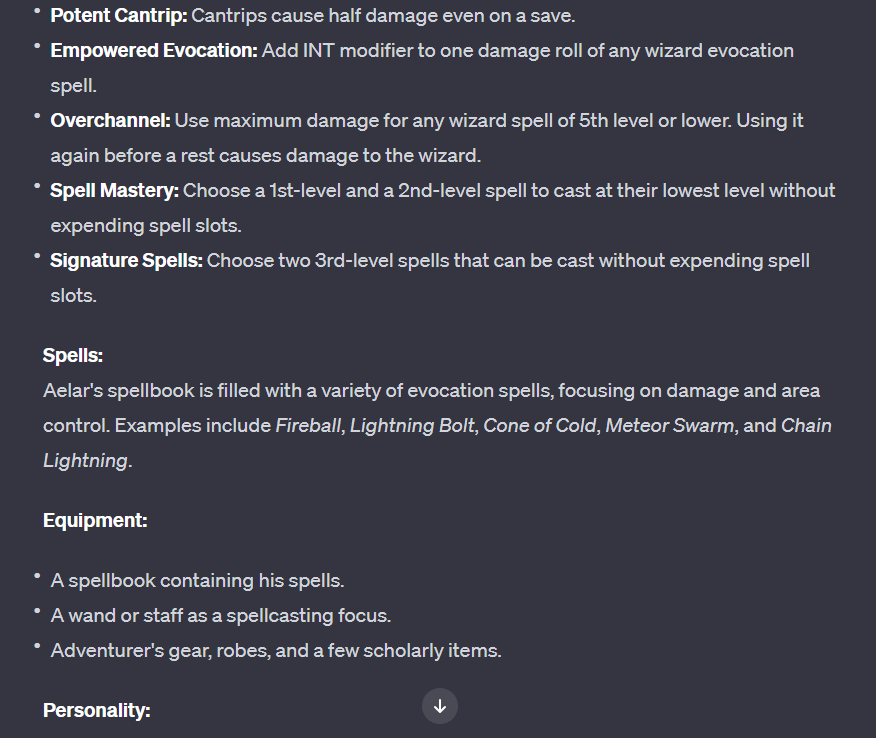 Potent Cantrip: Cantrips cause half damage even on a save.
Empowered Evocation: Add INT modifier to one damage roll of any wizard evocation
spell.
Overchannel: Use maximum damage for any wizard spell of 5th level or lower. Using it
again before a rest causes damage to the wizard.
Spell Mastery: Choose a 1st-level and a 2nd-level spell to cast at their lowest level without
expending spell slots.
Signature Spells: Choose two 3rd-level spells that can be cast without expending spell
slots.
Spells:
Aelar's spellbook is filled with a variety of evocation spells, focusing on damage and area
control. Examples include Fireball, Lightning Bolt, Cone of Cold, Meteor Swarm, and Chain
Lightning.
Equipment:
A spellbook containing his spells.
A wand or staff as a spellcasting focus.
Adventurer's gear, robes, and a few scholarly items.
Personality: